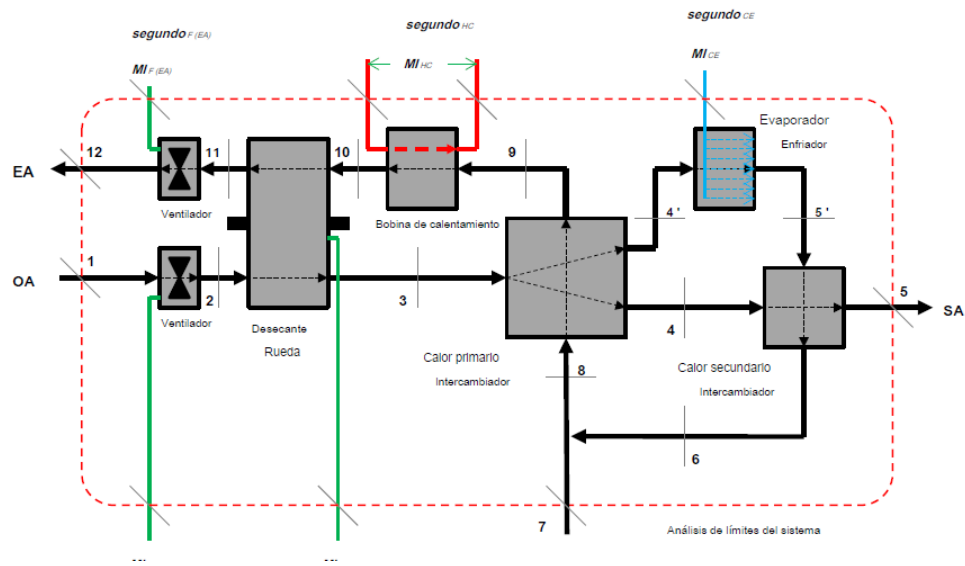 segundo HC
segundo CE
segundo F (EA)
MI HC
MI CE
MI F (EA)
Evaporador
Enfriador
12
11
10
9
EA
4 '
5 '
Ventilador
Bobina de calentamiento
1
5
OA
SA
2
3
4
Ventilador
Desecante
Rueda
Calor primario
Intercambiador
8
Calor secundario
Intercambiador
6
7
Análisis de límites del sistema